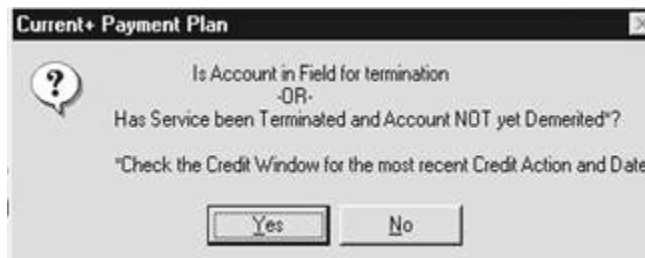 Current+ Payment Plan
Is Account in Field for termination
-OR-
Has Service been Terminated and Account NOT yet Demerited*?
*Check the Credit Window for the most recent Credit Action and Date
Yes No